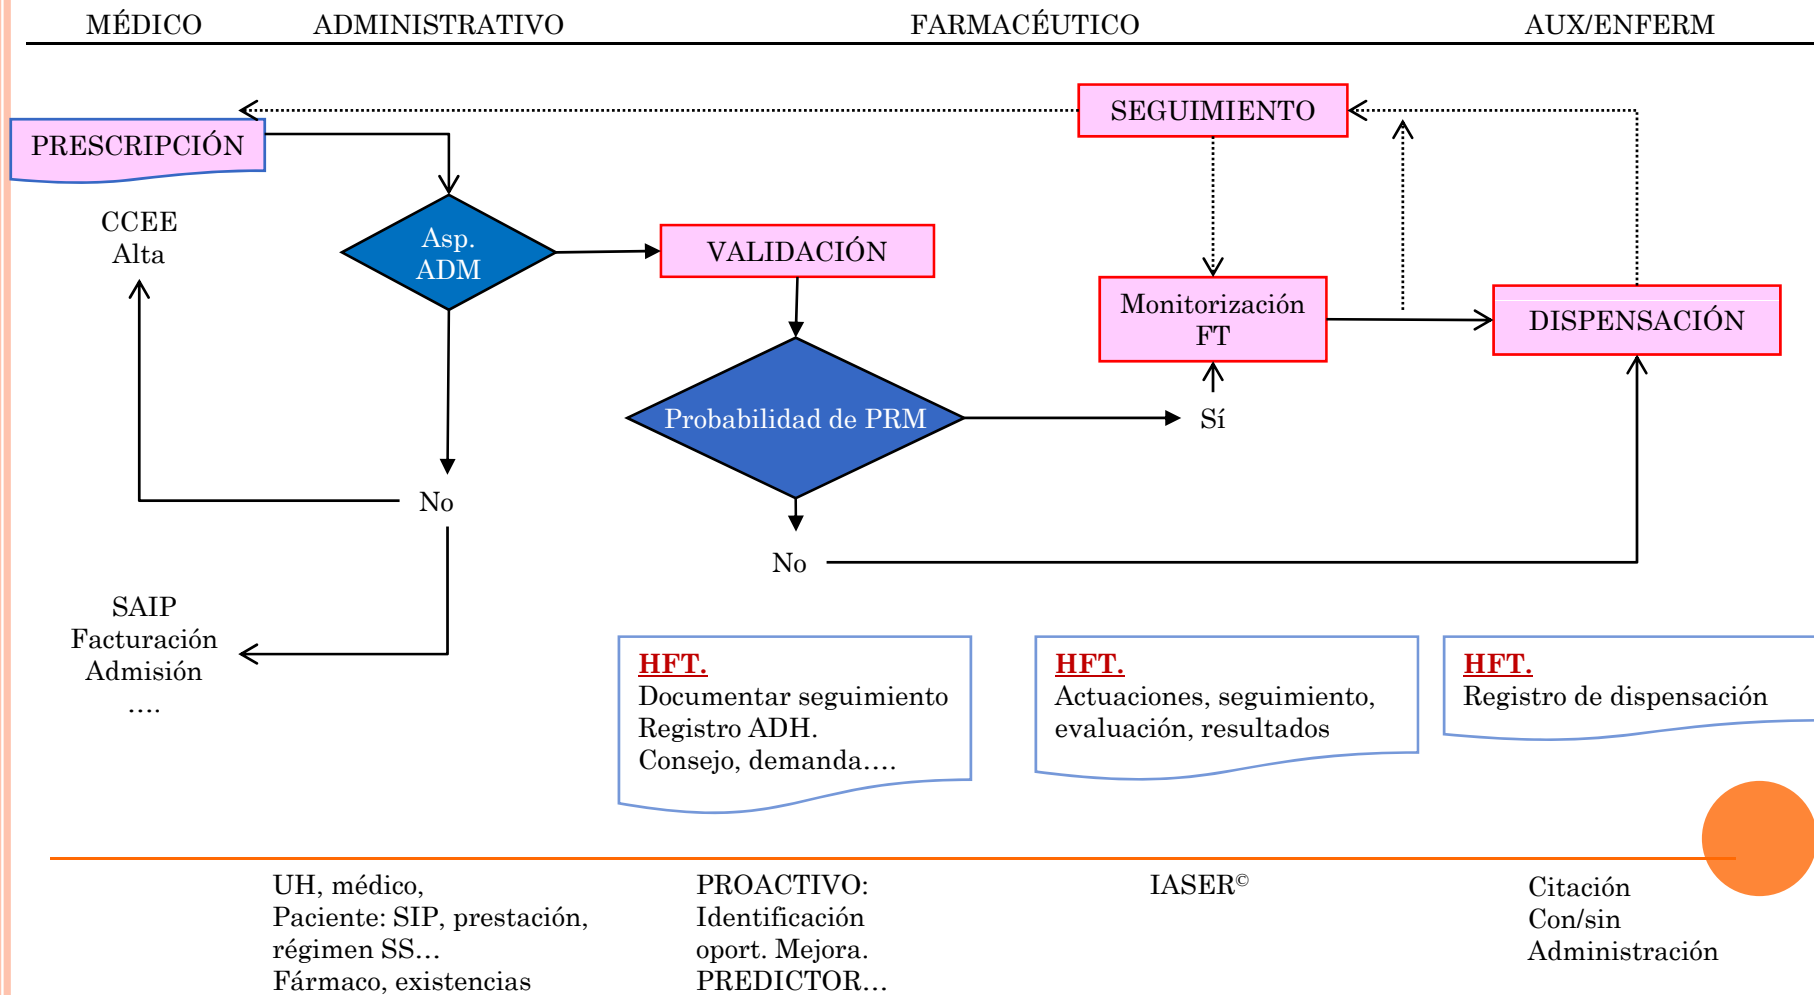 MÉDICO
ADMINISTRATIVO
FARMACÉUTICO
AUX/ENFERM
SEGUIMIENTO
PRESCRIPCIÓN
CCEE
Alta
Asp.
ADM
VALIDACIÓN
Monitorización
FT
DISPENSACIÓN
Probabilidad de PRM
Sí
No
No
SAIP
Facturación
Admisión
....
HFT.
Documentar seguimiento
Registro ADH.
Consejo, demanda....
HFT.
Actuaciones, seguimiento,
evaluación, resultados
HFT.
Registro de dispensación
UH, médico,
Paciente: SIP, prestación,
régimen SS...
Fármaco, existencias
PROACTIVO:
Identificación
oport. Mejora.
PREDICTOR...
IASER©
Citación
Con/sin
Administración